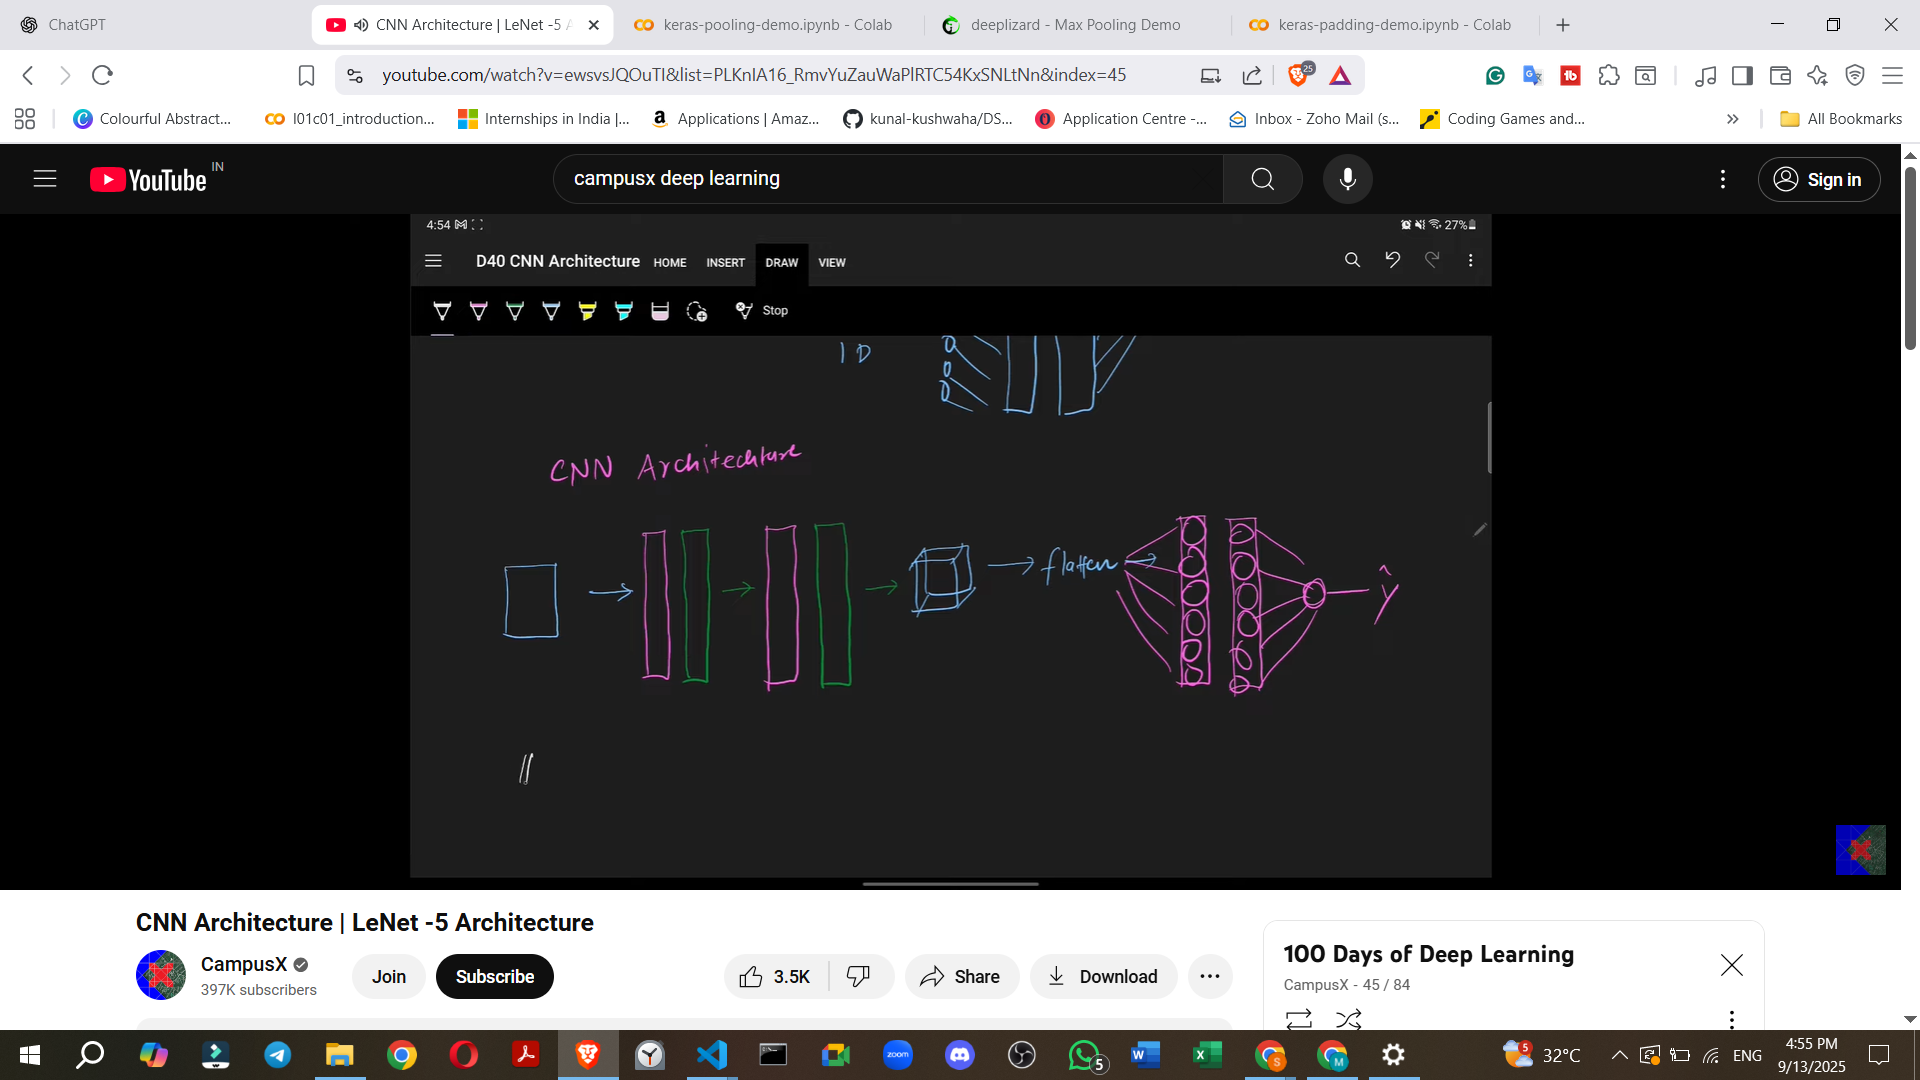 ChatGPT
CNN Architecture | LeNet -5 A
keras-pooling-demo.ipynb - Colab
deeplizard - Max Pooling Demo
keras-padding-demo.ipynb - Colab
youtube.com/watch?v=ewsvsJQOuTI&list=PLKnIA16_RmvYuZauWaPlRTC54KxSNLtNn&index=45
25
Colourful Abstract...
l01c01_introduction...
Internships in India |...
Applications | Amaz...
kunal-kushwaha/DS...
Application Centre -...
Inbox - Zoho Mail (s...
Coding Games and...
All Bookmarks
YouTube IN
campusx deep learning
Sign in
4:54
27%
D40 CNN Architecture
HOME
INSERT
DRAW
VIEW
Stop
1D
CNN Architechture
flatten
ŷ
CNN Architecture | LeNet -5 Architecture
CampusX
397K subscribers
Join
Subscribe
3.5K
Share
Download
100 Days of Deep Learning
CampusX - 45 / 84
zoom
5
5
32°C
ENG
4:55 PM
9/13/2025